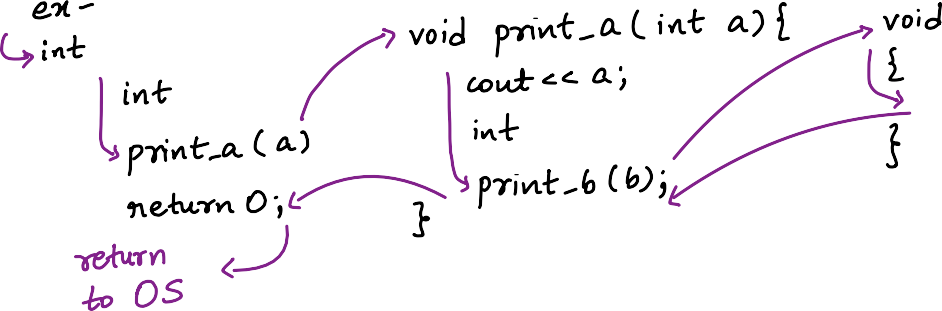 ex-
int
int
print_a(a)
return 0;
return
to OS
void print_a(int a){
cout<<a;
int
print_b(b);
}
void
{
}